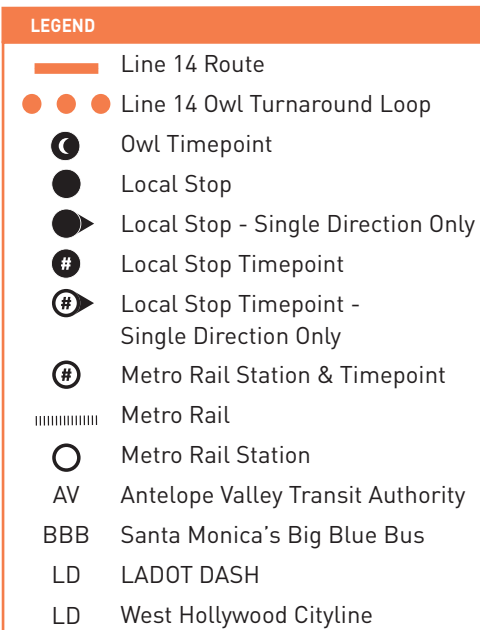 LEGEND
Line 14 Route
Line 14 Owl Turnaround Loop
Owl Timepoint
Local Stop
Local Stop - Single Direction Only
# Local Stop Timepoint
# Local Stop Timepoint -
Single Direction Only
# Metro Rail Station & Timepoint
Metro Rail
Metro Rail Station
AV Antelope Valley Transit Authority
BBB Santa Monica's Big Blue Bus
LD LADOT DASH
LD West Hollywood Cityline